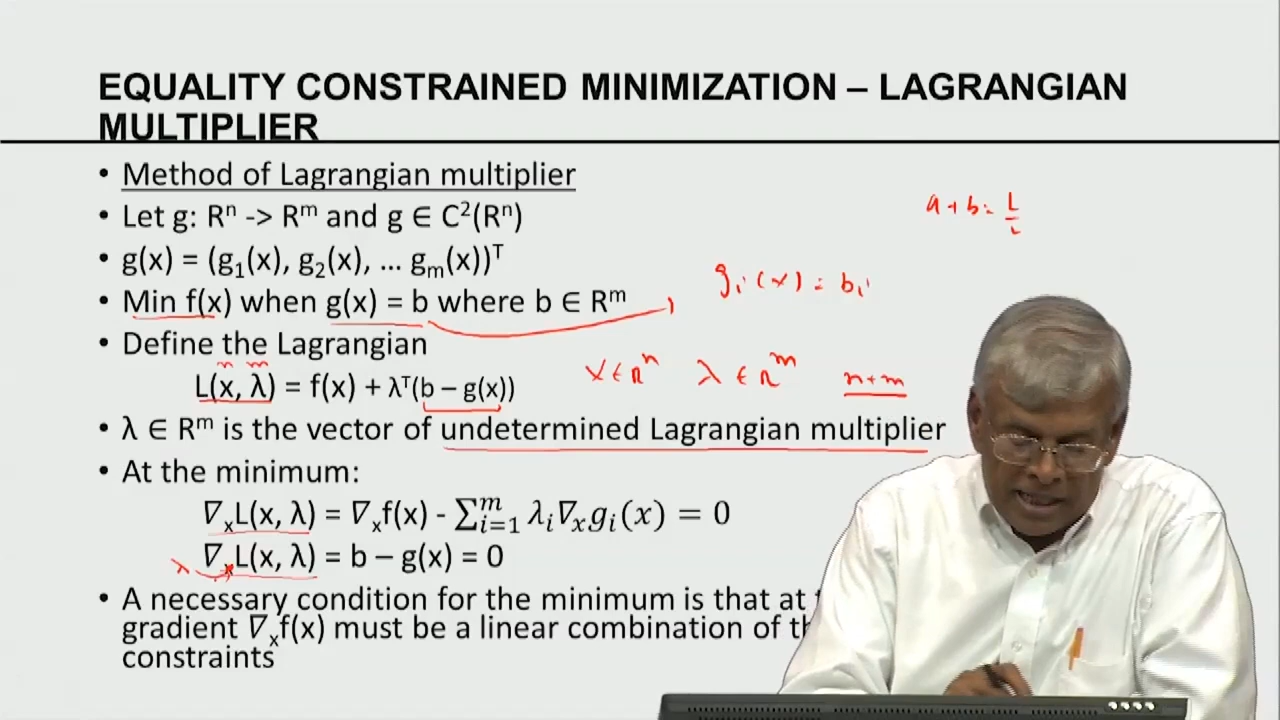 EQUALITY CONSTRAINED MINIMIZATION – LAGRANGIAN
MULTIPLIER
• Method of Lagrangian multiplier
• Let g: Rⁿ -> Rᵐ and g ∈ C²(Rⁿ)
• g(x) = (g₁(x), g₂(x), ... gₘ(x))ᵀ
a + b = L/2
• Min f(x) when g(x) = b where b ∈ Rᵐ
gᵢ(x) = bᵢ
• Define the Lagrangian
n m
L(x, λ) = f(x) + λᵀ(b – g(x))
x ∈ Rⁿ λ ∈ Rᵐ n+m
• λ ∈ Rᵐ is the vector of undetermined Lagrangian multiplier
• At the minimum:
∇ₓL(x, λ) = ∇ₓf(x) - ∑ᵢ₌₁ᵐ λᵢ∇ₓgᵢ(x) = 0
∇ₓL(x, λ) = b – g(x) = 0
λ
• A necessary condition for the minimum is that at
gradient ∇ₓf(x) must be a linear combination of
constraints